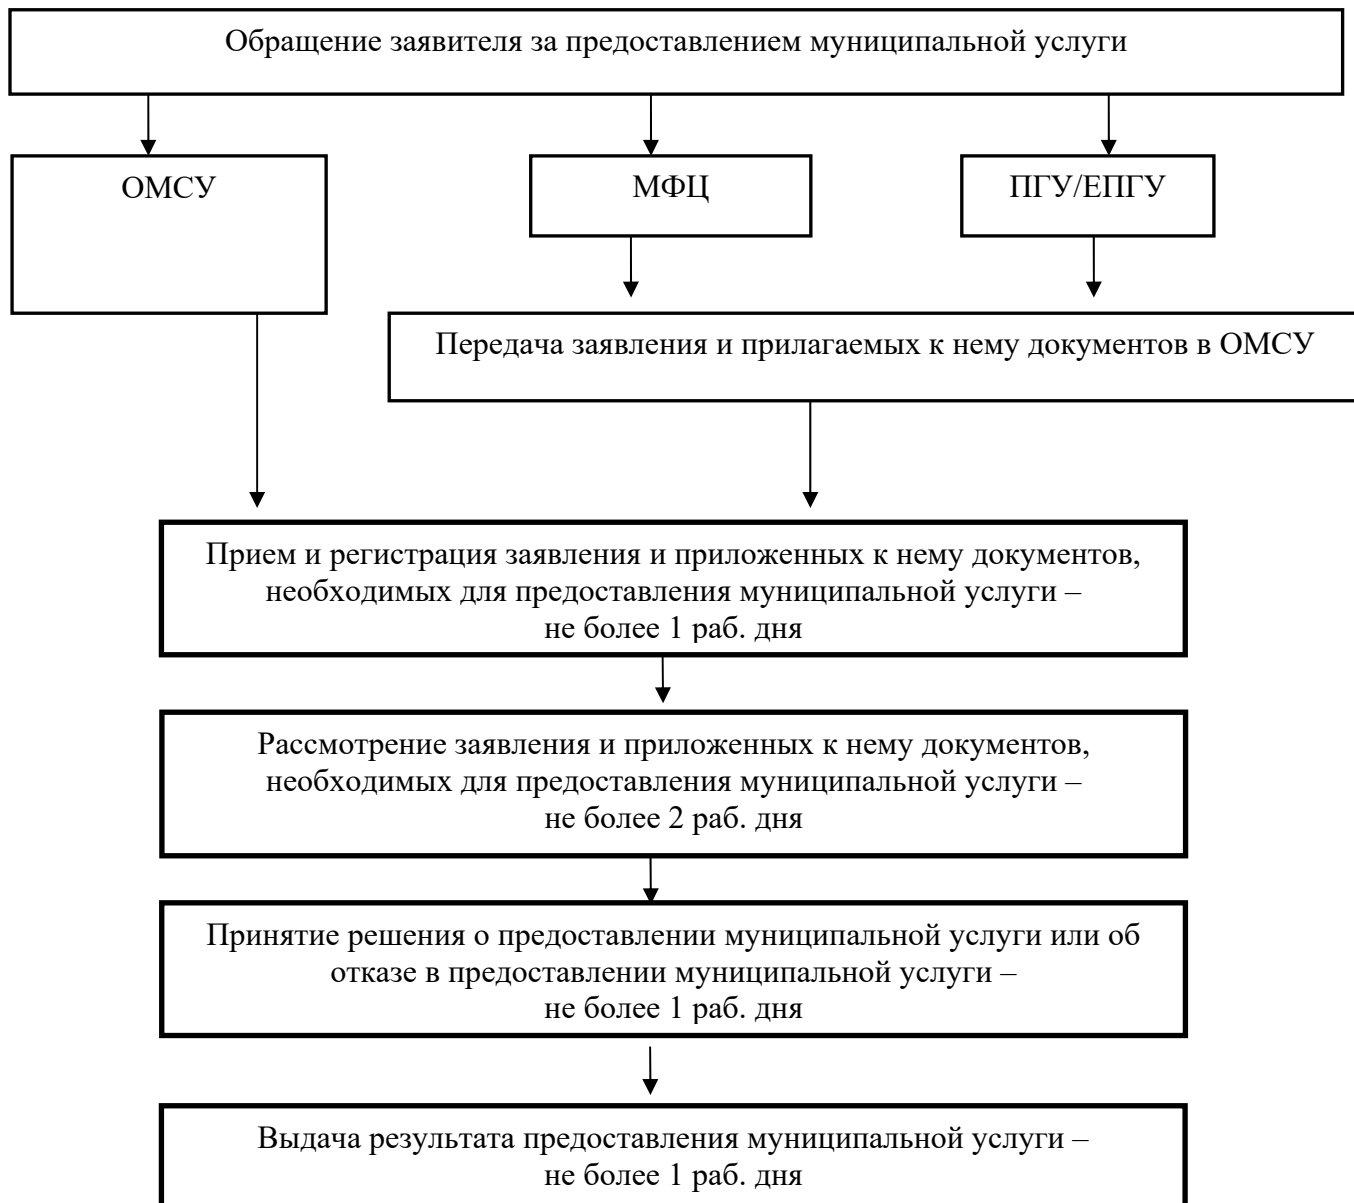 Обращение заявителя за предоставлением муниципальной услуги
ОМСУ
МФЦ
ПГУ/ЕПГУ
Передача заявления и прилагаемых к нему документов в ОМСУ
Прием и регистрация заявления и приложенных к нему документов,
необходимых для предоставления муниципальной услуги –
не более 1 раб. дня
Рассмотрение заявления и приложенных к нему документов,
необходимых для предоставления муниципальной услуги –
не более 2 раб. дня
Принятие решения о предоставлении муниципальной услуги или об
отказе в предоставлении муниципальной услуги –
не более 1 раб. дня
Выдача результата предоставления муниципальной услуги –
не более 1 раб. дня